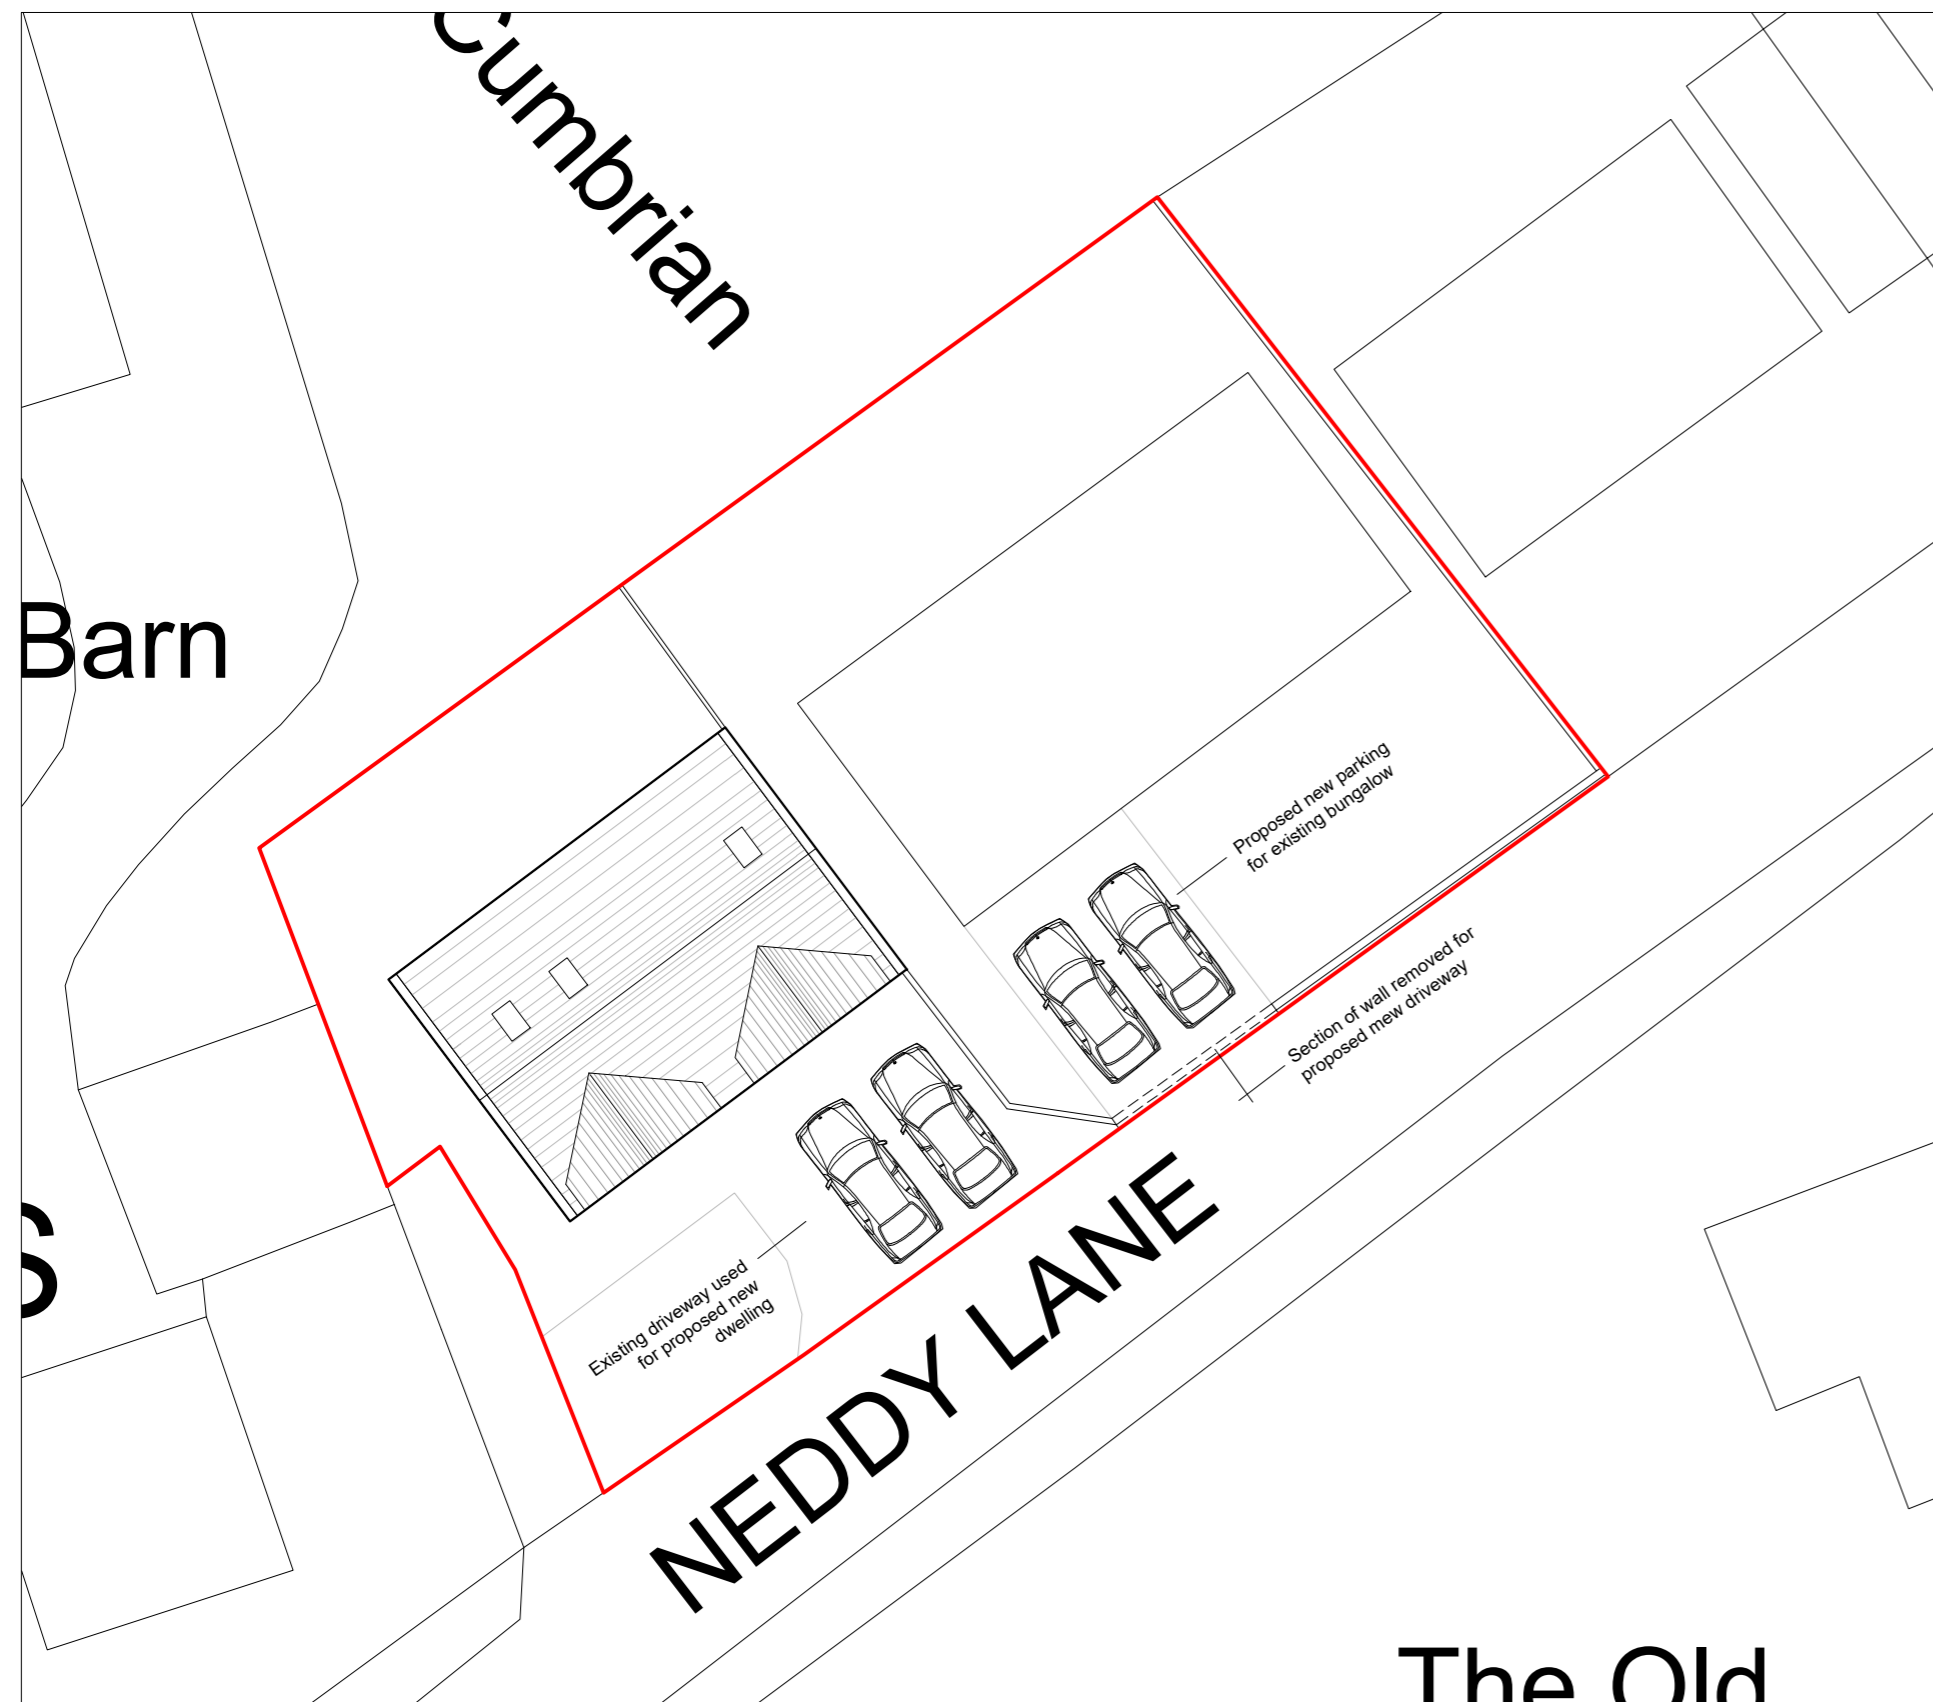 Cumbrian
Barn
Proposed new parking
for existing bungalow
Section of wall removed for
proposed mew driveway
S
Existing driveway used
for proposed new
dwelling
NEDDY LANE
The Old